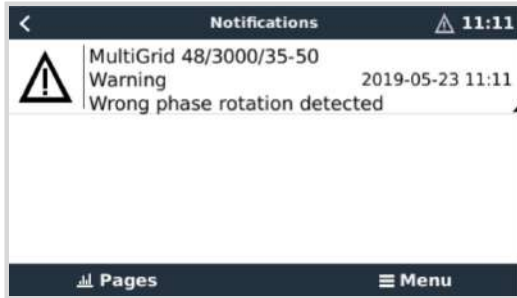 Notifications 11:11
MultiGrid 48/3000/35-50
Warning 2019-05-23 11:11
Wrong phase rotation detected
Pages Menu